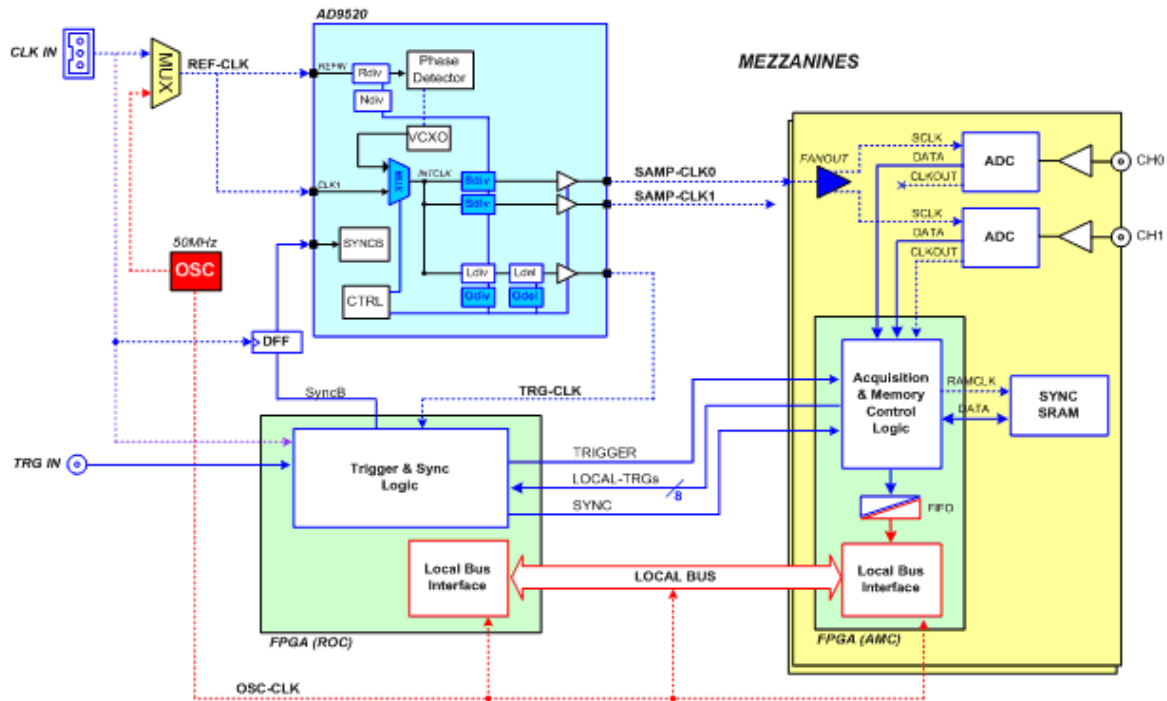 AD9520
CLK IN
MUX
REF-CLK
REFIN
Rdiv
Phase
Detector
Ndiv
VCXO
MUX
INTCLK
CLK1
Sdiv
Sdiv
SYNCB
Ldiv
Ldel
CTRL
Odiv
Odel
50MHz
OSC
DFF
SyncB
TRG-CLK
SAMP-CLK0
SAMP-CLK1
MEZZANINES
FANOUT
SCLK
DATA
CLKOUT
ADC
CH0
SCLK
DATA
CLKOUT
ADC
CH1
Acquisition
& Memory
Control
Logic
RAMCLK
DATA
SYNC
SRAM
FIFO
TRG IN
Trigger & Sync
Logic
TRIGGER
LOCAL-TRGs
8
SYNC
Local Bus
Interface
LOCAL BUS
Local Bus
Interface
FPGA (ROC)
FPGA (AMC)
OSC-CLK